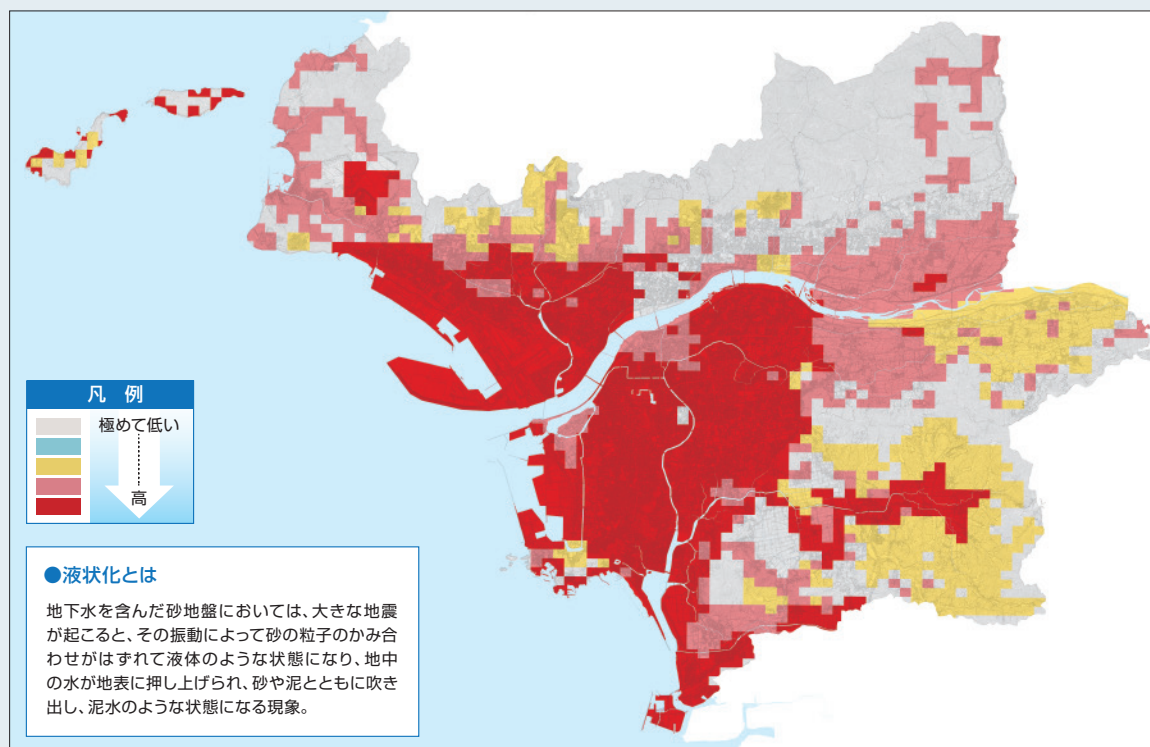 凡 例
極めて低い
高
●液状化とは
地下水を含んだ砂地盤においては、大きな地震
が起こると、その振動によって砂の粒子のかみ合
わせがはずれて液体のような状態になり、地中
の水が地表に押し上げられ、砂や泥とともに吹き
出し、泥水のような状態になる現象。